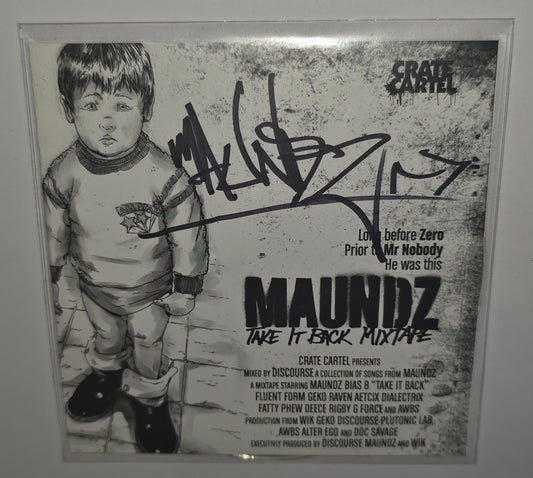 CRATE
CARTEL
MAUNDZ
Long before Zero
Prior to Mr Nobody
He was this
MAUNDZ
TAKE IT BACK MIXTAPE
CRATE CARTEL PRESENTS
MIXED BY DISCOURSE A COLLECTION OF SONGS FROM MAUNDZ
A MIXTAPE STARRING MAUNDZ BIAS B "TAKE IT BACK"
FLUENT FORM GEKO RAVEN AETCIX DIALECTRIX
FATTY PHEW DEECE RIGBY G FORCE AND AWBS
PRODUCTION FROM WIK GEKO DISCOURSE PLUTONIC LAB
AWBS ALTER EGO AND DOC SAVAGE
EXECUTIVELY PRODUCED BY DISCOURSE MAUNDZ AND WIK